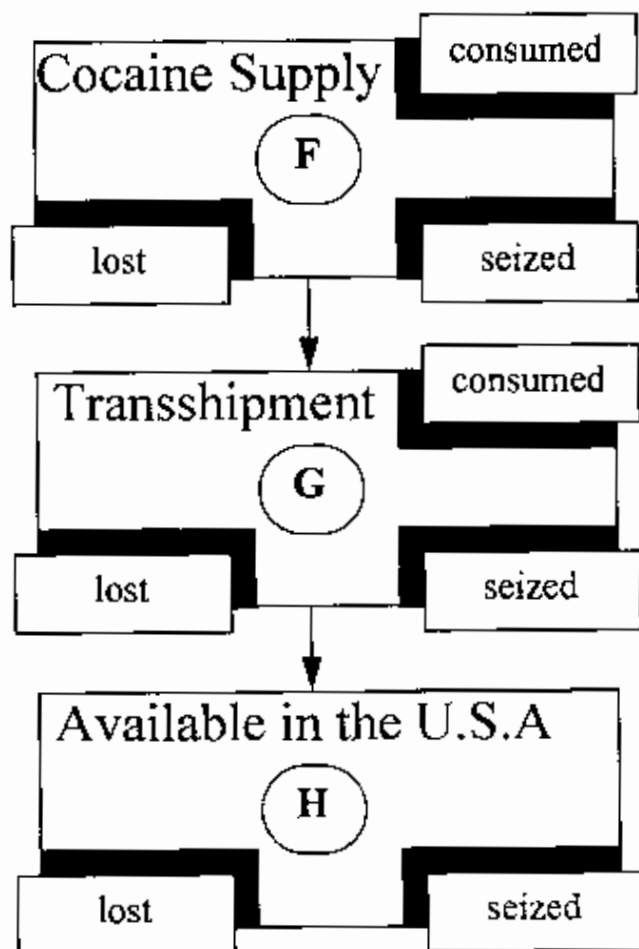 consumed
Cocaine Supply
F
lost
seized
consumed
Transshipment
G
lost
seized
Available in the U.S.A
H
lost
seized